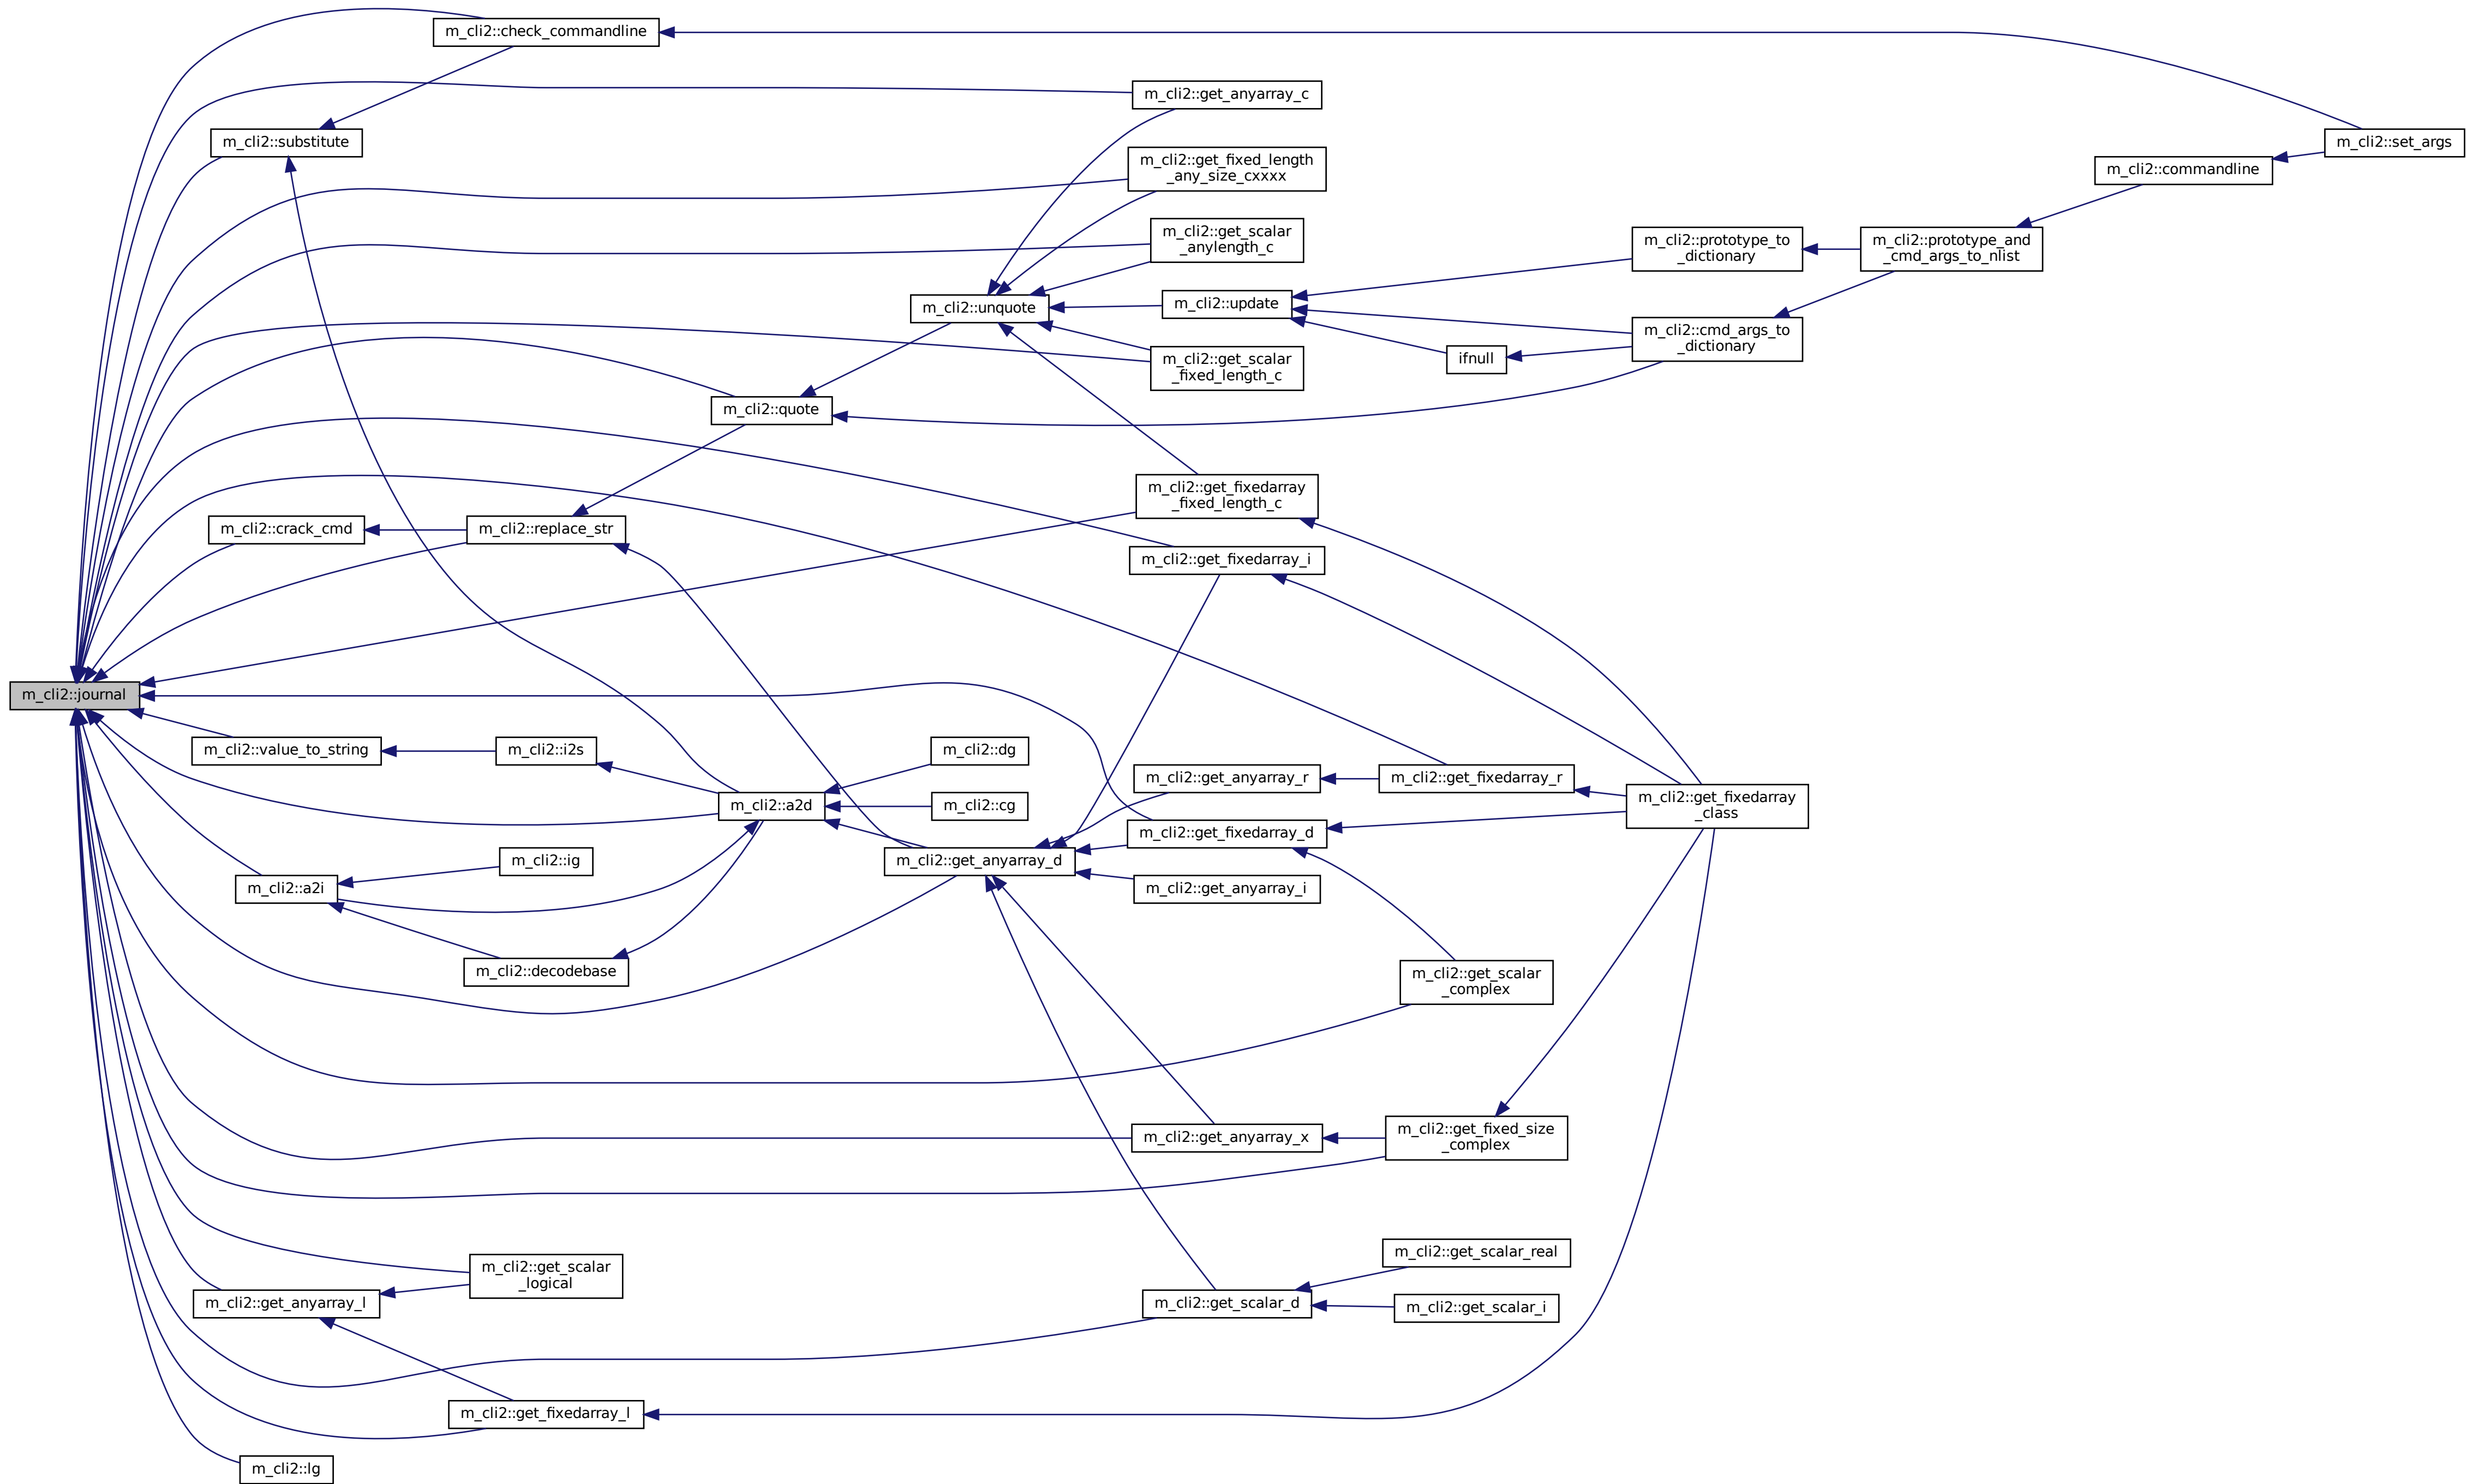 m_cli2::check_commandline
m_cli2::get_anyarray_c
m_cli2::substitute
m_cli2::set_args
m_cli2::get_fixed_length
_any_size_cxxxx
m_cli2::commandline
m_cli2::get_scalar
_anylength_c
m_cli2::prototype_to
_dictionary
m_cli2::prototype_and
_cmd_args_to_nlist
m_cli2::unquote
m_cli2::update
m_cli2::cmd_args_to
_dictionary
m_cli2::get_scalar
_fixed_length_c
ifnull
m_cli2::quote
m_cli2::get_fixedarray
_fixed_length_c
m_cli2::crack_cmd
m_cli2::replace_str
m_cli2::get_fixedarray_i
m_cli2::journal
m_cli2::value_to_string
m_cli2::i2s
m_cli2::dg
m_cli2::get_anyarray_r
m_cli2::get_fixedarray_r
m_cli2::a2d
m_cli2::cg
m_cli2::get_fixedarray
_class
m_cli2::get_fixedarray_d
m_cli2::ig
m_cli2::get_anyarray_d
m_cli2::a2i
m_cli2::get_anyarray_i
m_cli2::decodebase
m_cli2::get_scalar
_complex
m_cli2::get_anyarray_x
m_cli2::get_fixed_size
_complex
m_cli2::get_scalar_real
m_cli2::get_scalar
_logical
m_cli2::get_anyarray_l
m_cli2::get_scalar_d
m_cli2::get_scalar_i
m_cli2::get_fixedarray_l
m_cli2::lg